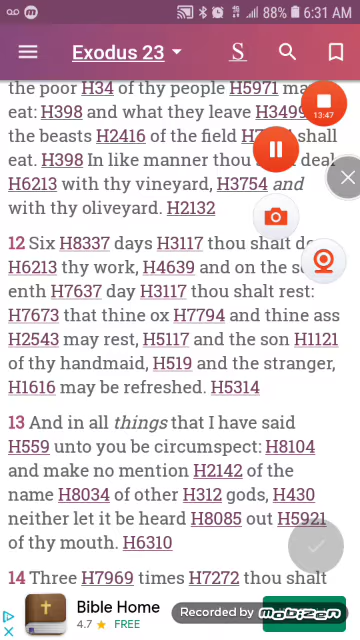 88% 6:31 AM
Exodus 23 S
the poor H34 of thy people H5971 ma
eat: H398 and what they leave H3499
13:47
the beasts H2416 of the field shall
eat. H398 In like manner thou deal
H6213 with thy vineyard, H3754 and
with thy oliveyard. H2132
12 Six H8337 days H3117 thou shalt do
H6213 thy work, H4639 and on the
enth H7637 day H3117 thou shalt rest:
H7673 that thine ox H7794 and thine ass
H2543 may rest, H5117 and the son H1121
of thy handmaid, H519 and the stranger,
H1616 may be refreshed. H5314
13 And in all things that I have said
H559 unto you be circumspect: H8104
and make no mention H2142 of the
name H8034 of other H312 gods, H430
neither let it be heard H8085 out H5921
of thy mouth. H6310
14 Three H7969 times H7272 thou shalt
Bible Home
4.7 ★ FREE
Recorded by mobizen